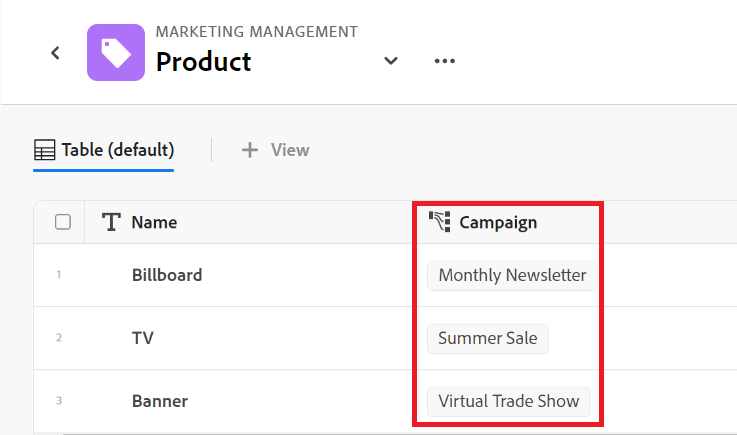 MARKETING MANAGEMENT
Product
Table (default)
View
Name Campaign
1 Billboard Monthly Newsletter
2 TV Summer Sale
3 Banner Virtual Trade Show